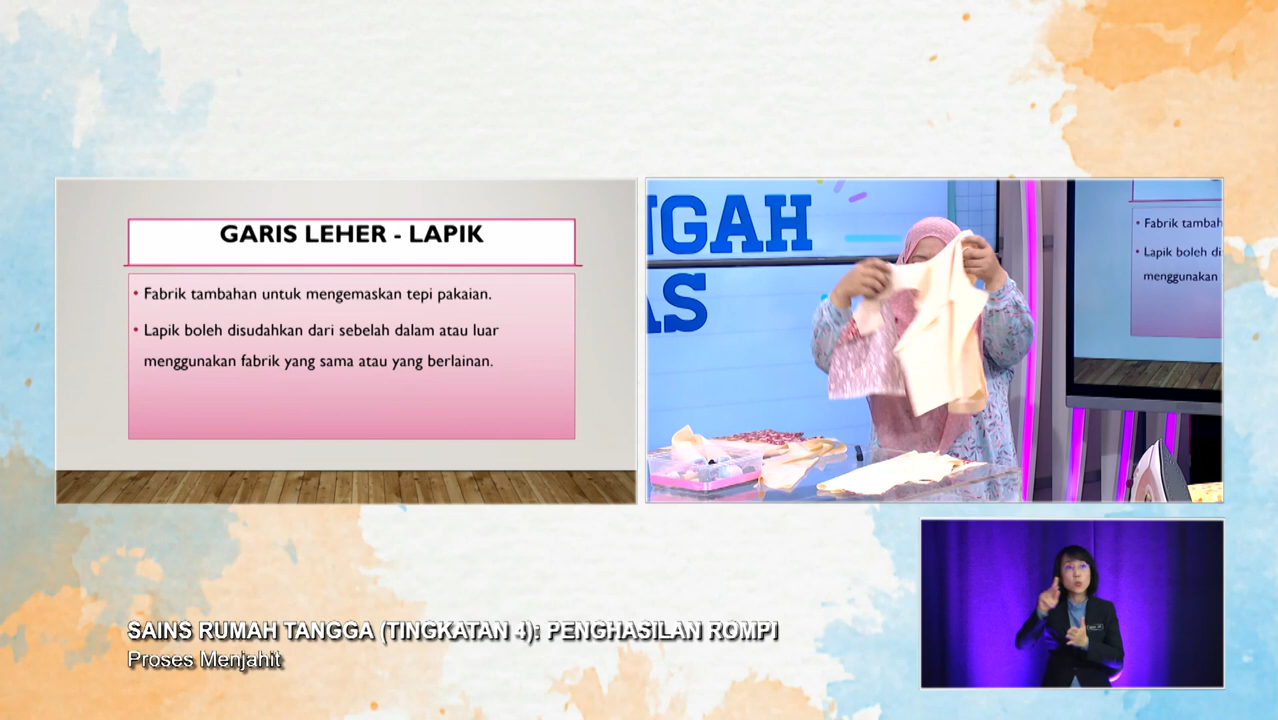 GARIS LEHER - LAPIK
• Fabrik tambahan untuk mengemaskan tepi pakaian.
• Lapik boleh disudahkan dari sebelah dalam atau luar
menggunakan fabrik yang sama atau yang berlainan.
NGAH
AS
• Fabrik tambah
• Lapik boleh di
menggunakan
SAINS RUMAH TANGGA (TINGKATAN 4): PENGHASILAN ROMPI
Proses Menjahit